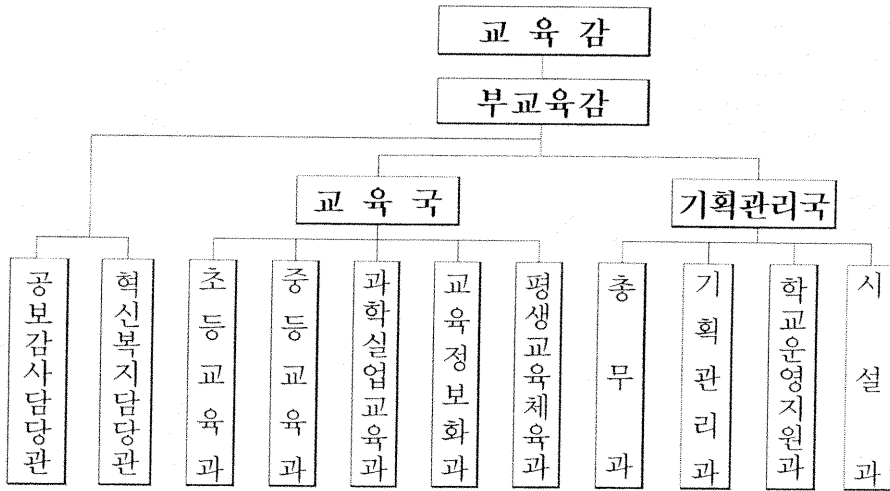 교 육 감
부교육감
교 육 국
기획관리국
공보감사담당관
혁신복지담당관
초등교육과
중등교육과
과학실업교육과
교육정보화과
평생교육체육과
총무과
기획관리과
학교운영지원과
시설과